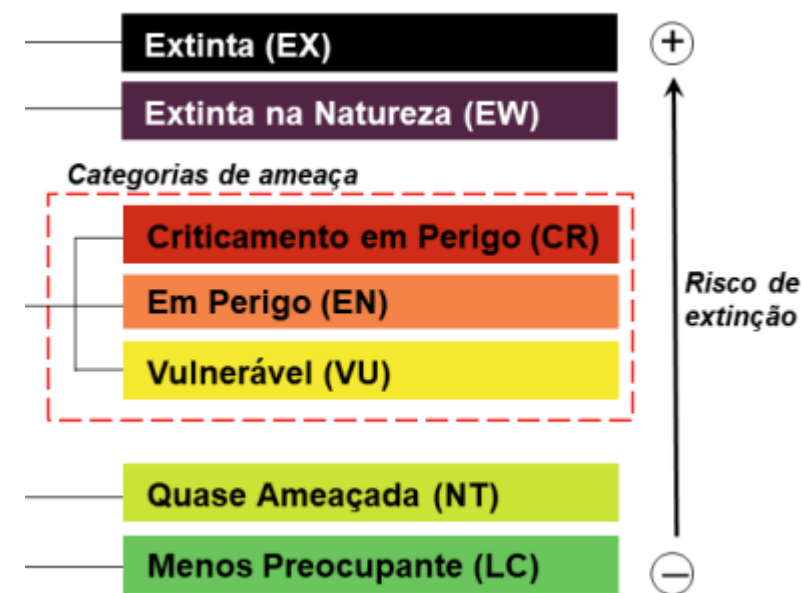 Extinta (EX)
Extinta na Natureza (EW)
Categorias de ameaça
Criticamento em Perigo (CR)
Em Perigo (EN)
Vulnerável (VU)
Quase Ameaçada (NT)
Menos Preocupante (LC)
+
Risco de
extinção
−